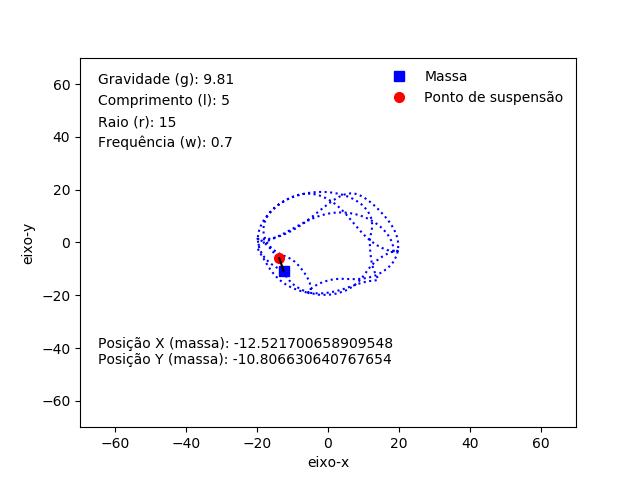 Gravidade (g): 9.81
Comprimento (l): 5
Raio (r): 15
Frequência (w): 0.7
Massa
Ponto de suspensão
60
40
20
0
−20
−40
−60
eixo-y
Posição X (massa): -12.521700658909548
Posição Y (massa): -10.806630640767654
−60
−40
−20
0
20
40
60
eixo-x